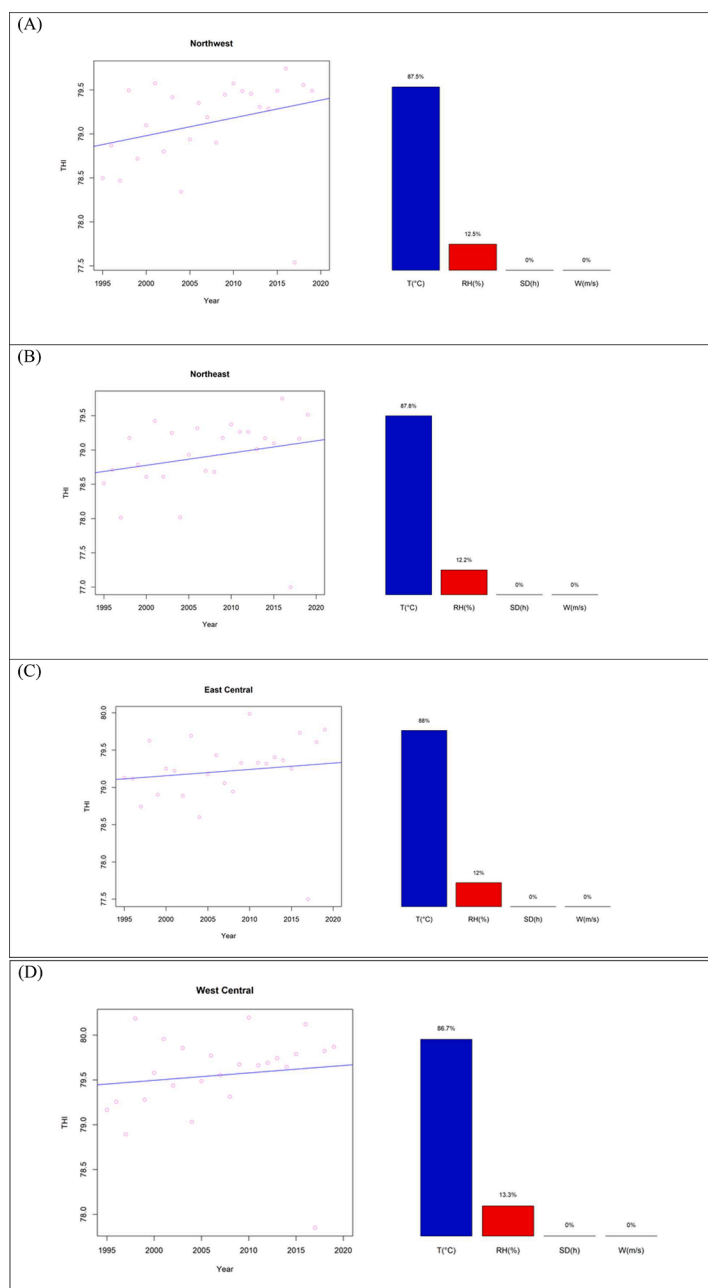 (A)
Northwest
THI
79.5
79.0
78.5
78.0
77.5
1995 2000 2005 2010 2015 2020
Year
87.5%
12.5%
0%
0%
T(°C) RH(%) SD(h) W(m/s)
(B)
Northeast
THI
79.5
79.0
78.5
78.0
77.5
77.0
1995 2000 2005 2010 2015 2020
Year
87.8%
12.2%
0%
0%
T(°C) RH(%) SD(h) W(m/s)
(C)
East Central
THI
80.0
79.5
79.0
78.5
78.0
77.5
1995 2000 2005 2010 2015 2020
Year
88%
12%
0%
0%
T(°C) RH(%) SD(h) W(m/s)
(D)
West Central
THI
80.0
79.5
79.0
78.5
78.0
1995 2000 2005 2010 2015 2020
Year
86.7%
13.3%
0%
0%
T(°C) RH(%) SD(h) W(m/s)